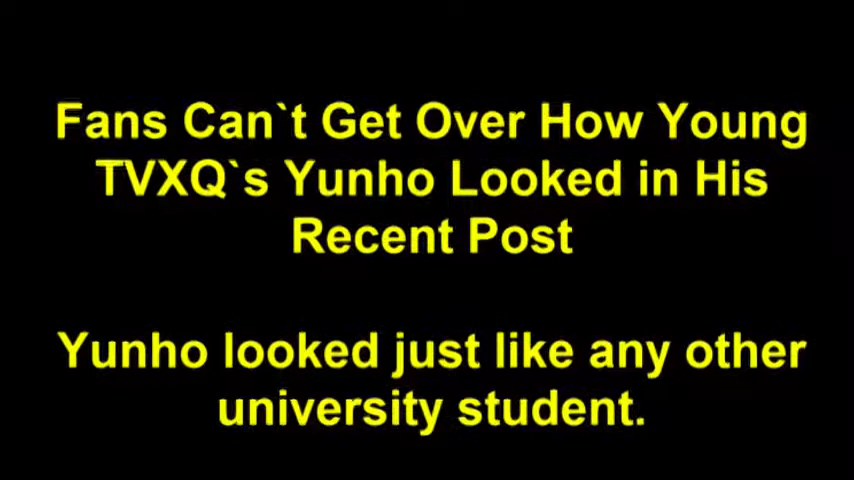 Fans Can`t Get Over How Young
TVXQ`s Yunho Looked in His
Recent Post
Yunho looked just like any other
university student.